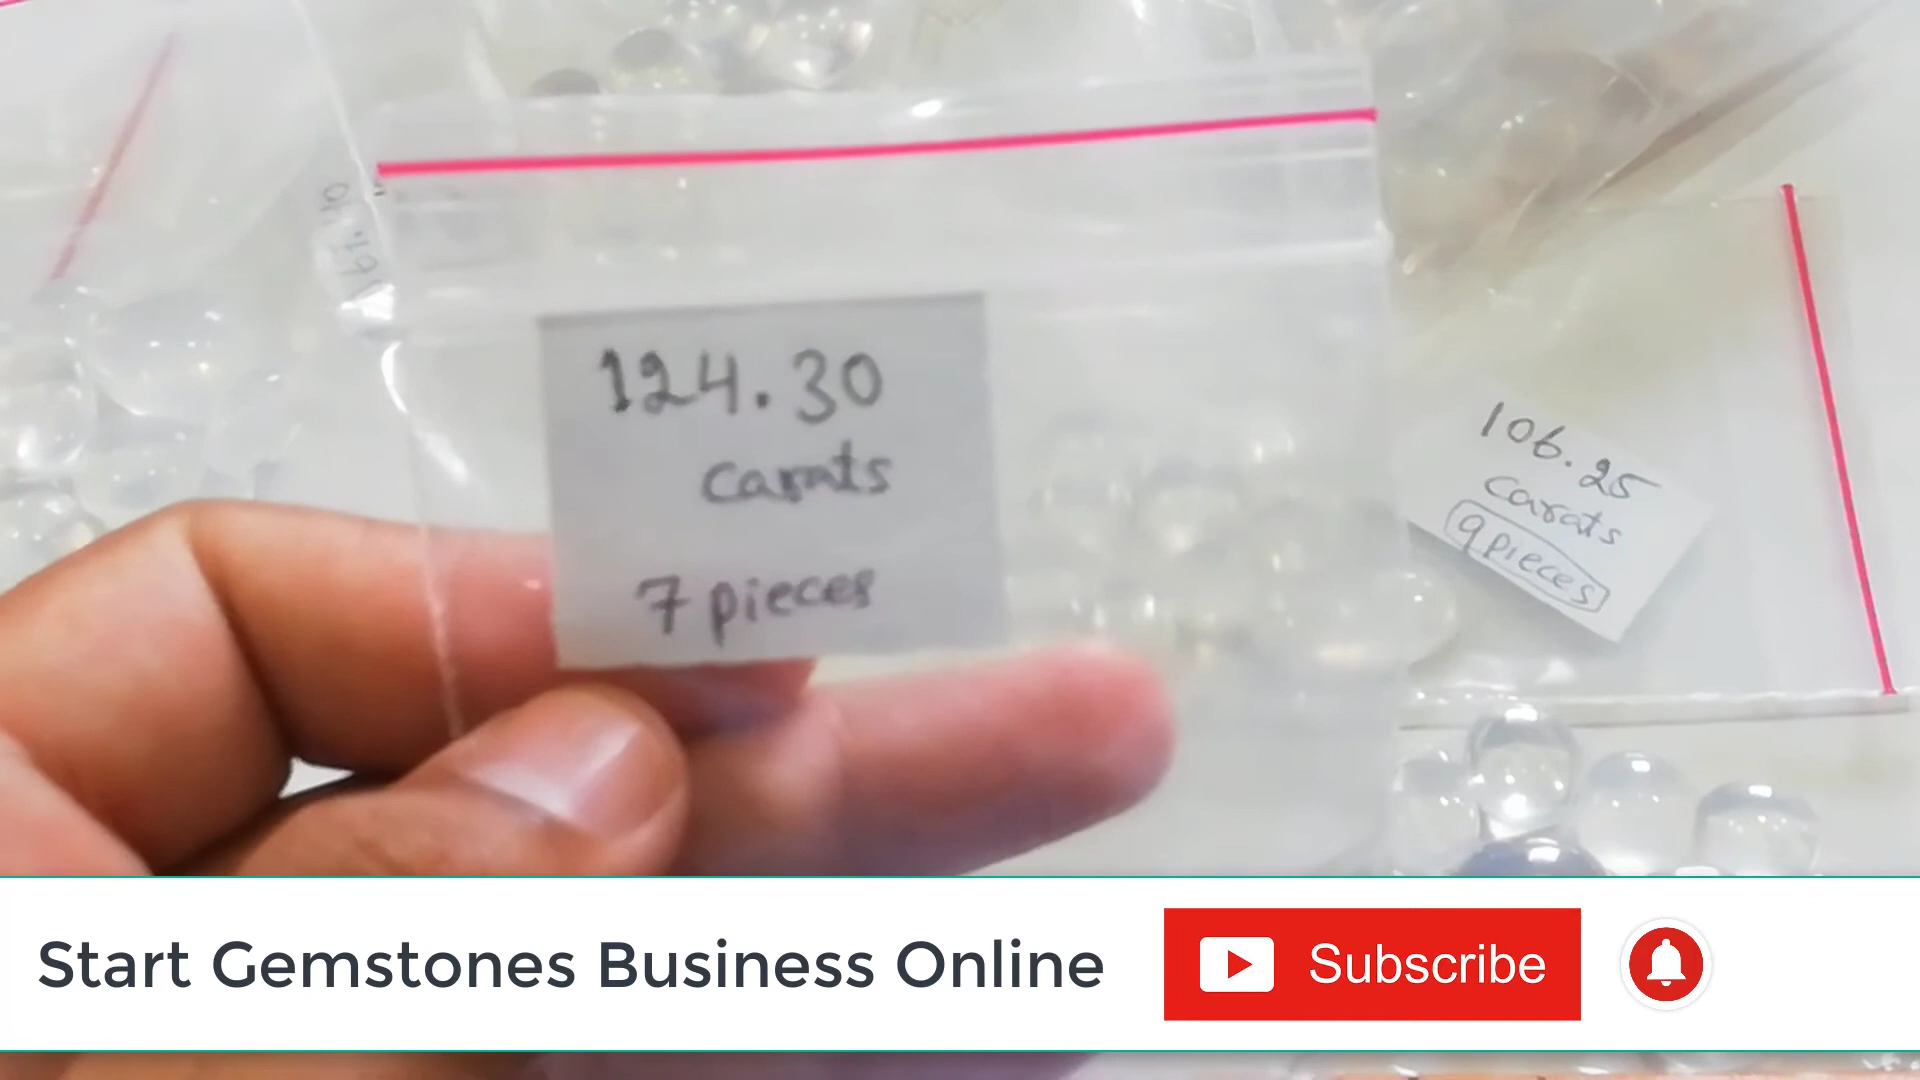 124.30
carats
7 pieces
106.25
carats
9 pieces
Start Gemstones Business Online
Subscribe